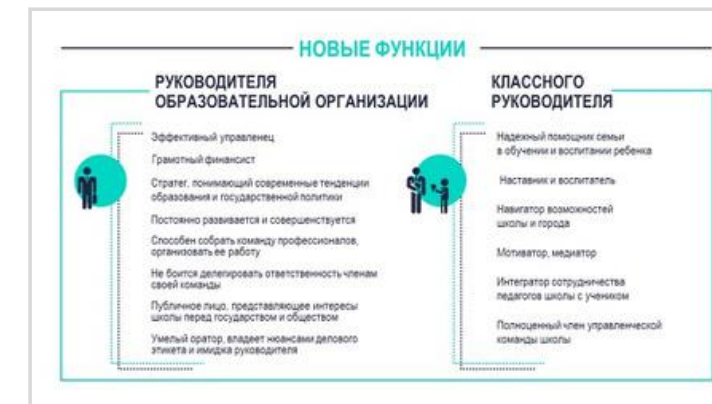 НОВЫЕ ФУНКЦИИ
РУКОВОДИТЕЛЯ
ОБРАЗОВАТЕЛЬНОЙ ОРГАНИЗАЦИИ
Эффективный управленец
Грамотный финансист
Стратег, понимающий современные тенденции
образования и государственной политики
Постоянно развивается и совершенствуется
Способен собрать команду профессионалов,
организовать ее работу
Не боится делегировать ответственность членам
своей команды
Публичное лицо, представляющее интересы
школы перед государством и обществом
Умелый оратор, владеет нюансами делового
этикета и имиджа руководителя
КЛАССНОГО
РУКОВОДИТЕЛЯ
Надежный помощник семьи
в обучении и воспитании ребенка
Наставник и воспитатель
Навигатор возможностей
школы и города
Мотиватор, медиатор
Интегратор сотрудничества
педагогов школы с учеником
Полноценный член управленческой
команды школы